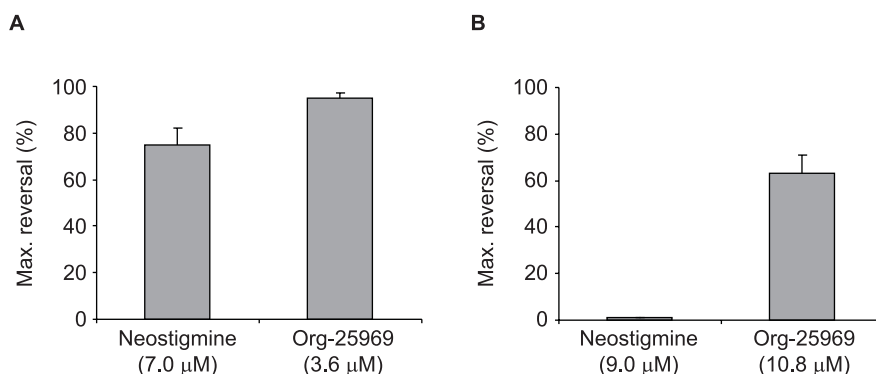 A
Max. reversal (%)
100
80
60
40
20
0
Neostigmine
(7.0 μM)
Org-25969
(3.6 μM)
B
Max. reversal (%)
100
80
60
40
20
0
Neostigmine
(9.0 μM)
Org-25969
(10.8 μM)